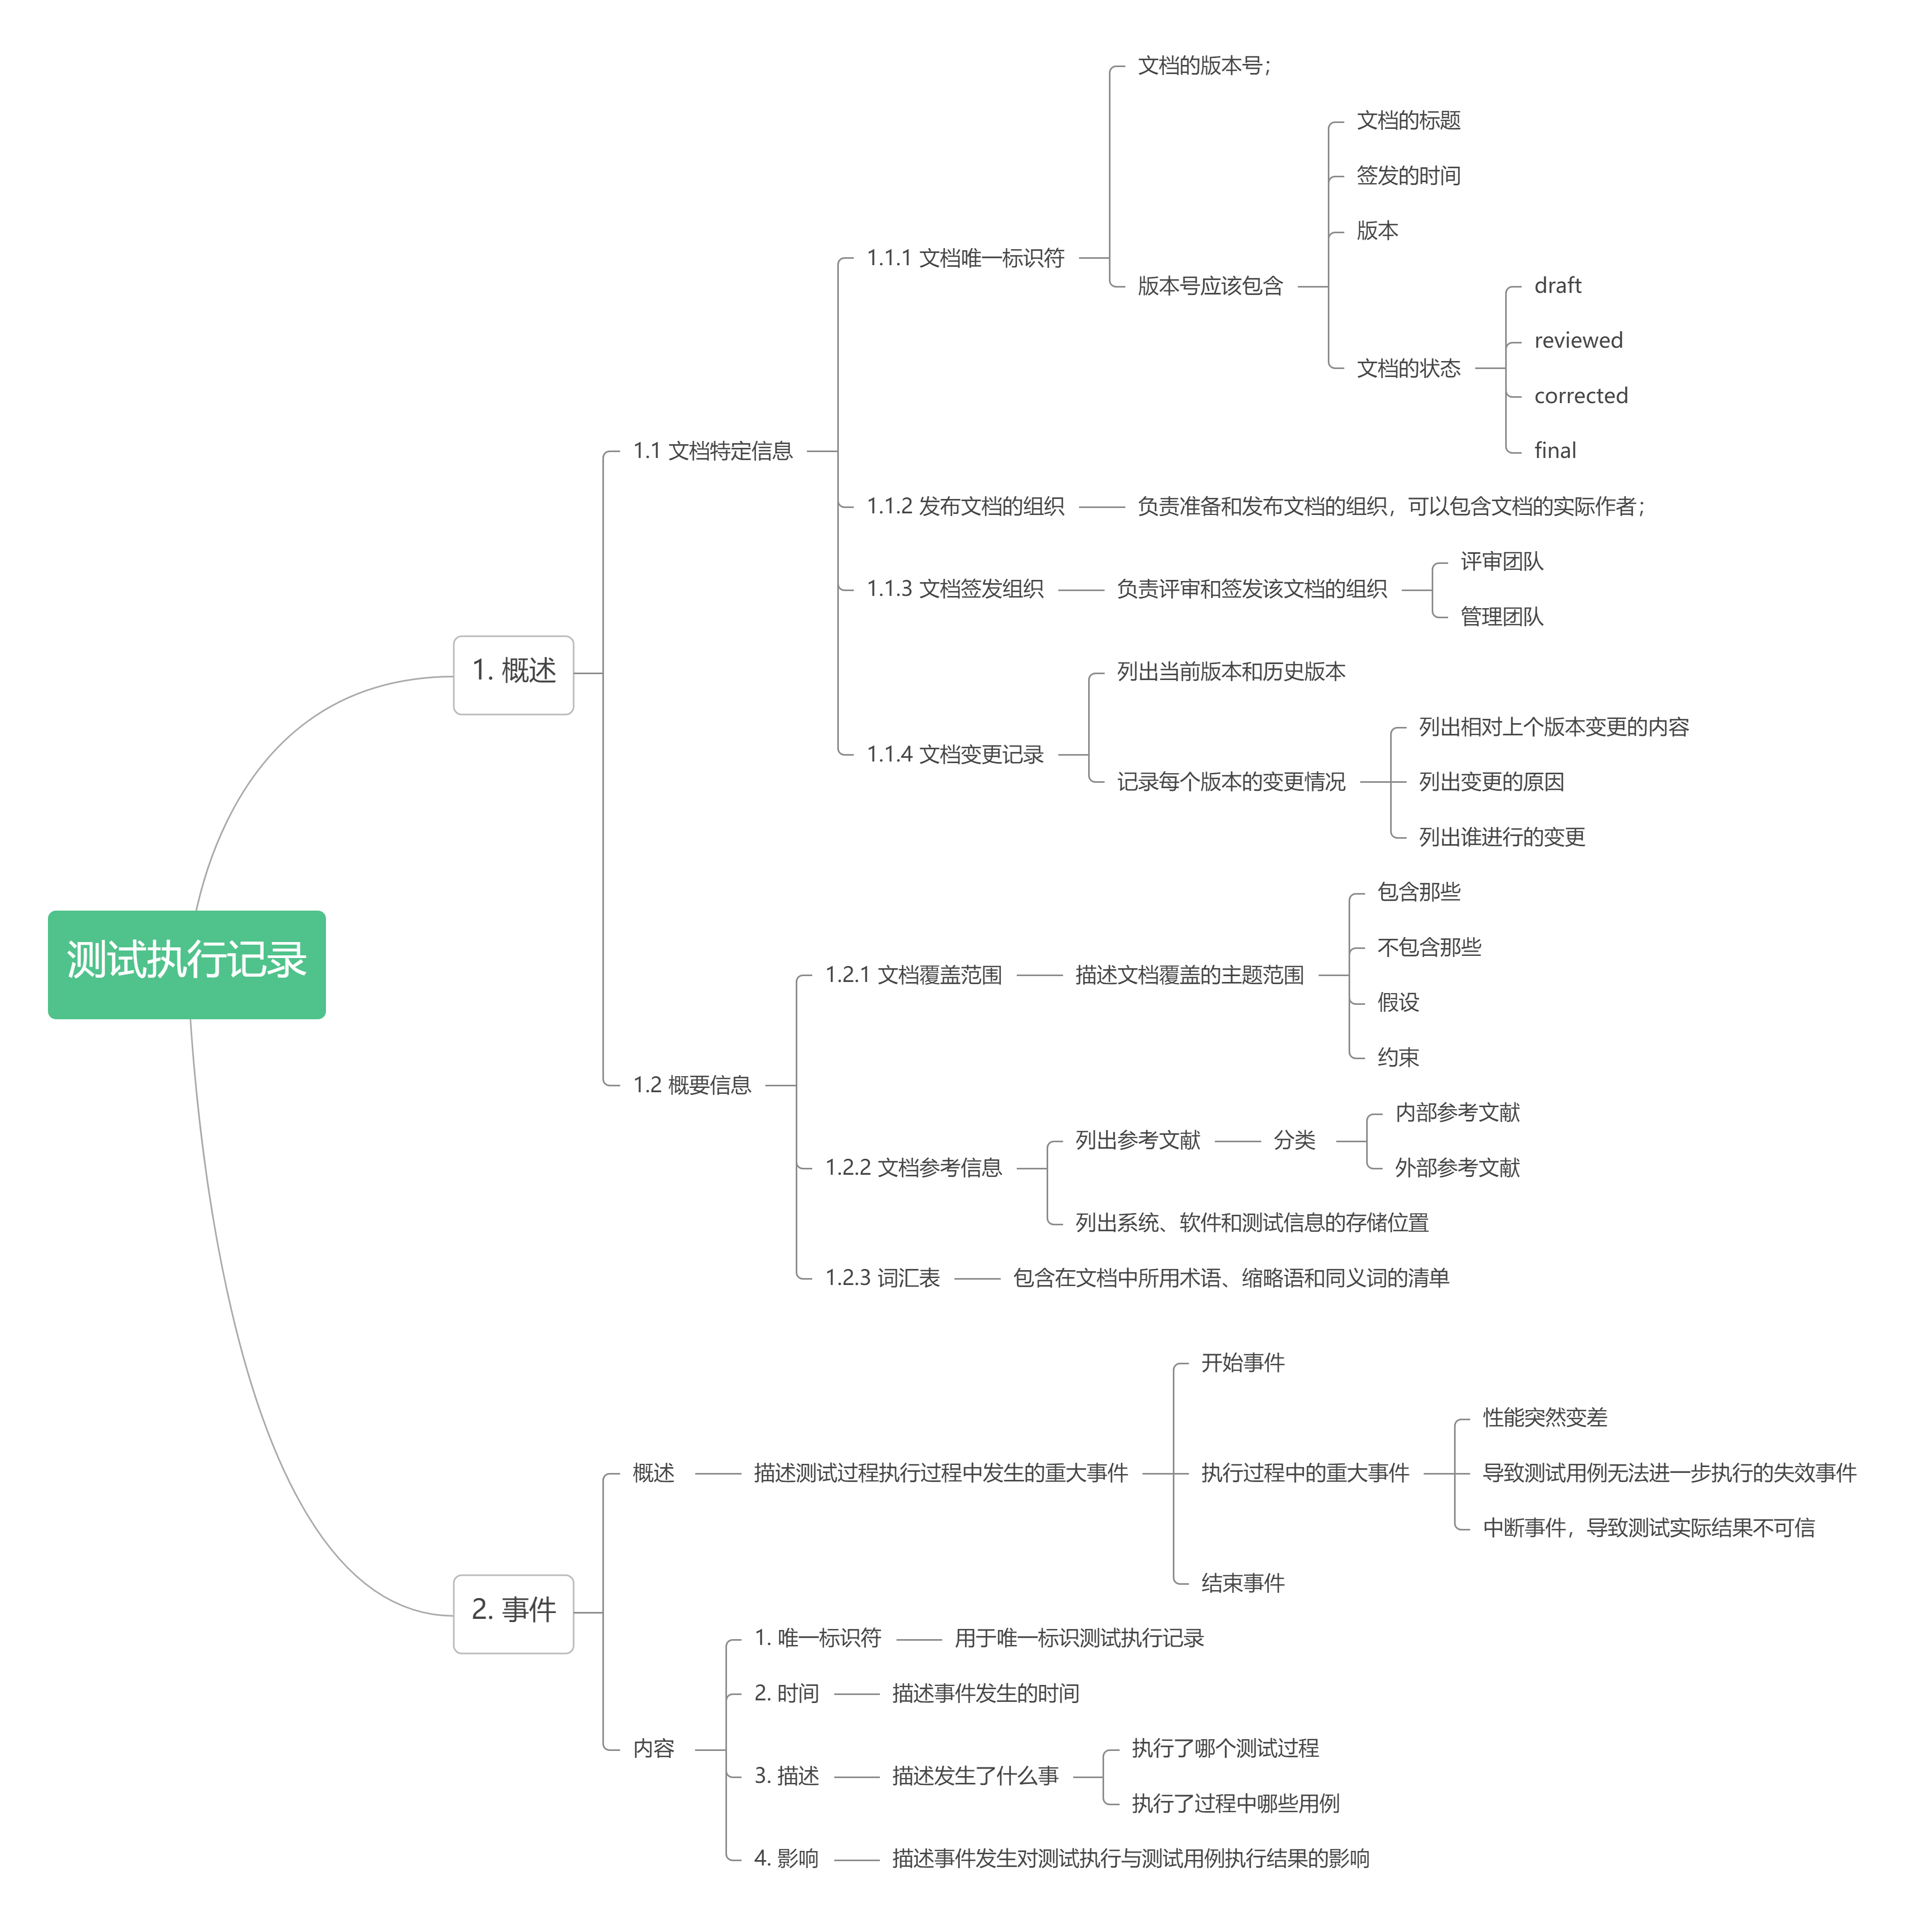 测试执行记录
1. 概述
1.1 文档特定信息
1.1.1 文档唯一标识符
文档的版本号；
版本号应该包含
文档的标题
签发的时间
版本
文档的状态
draft
reviewed
corrected
final
1.1.2 发布文档的组织
负责准备和发布文档的组织，可以包含文档的实际作者；
1.1.3 文档签发组织
负责评审和签发该文档的组织
评审团队
管理团队
1.1.4 文档变更记录
列出当前版本和历史版本
记录每个版本的变更情况
列出相对上个版本变更的内容
列出变更的原因
列出谁进行的变更
1.2 概要信息
1.2.1 文档覆盖范围
描述文档覆盖的主题范围
包含那些
不包含那些
假设
约束
1.2.2 文档参考信息
列出参考文献
分类
内部参考文献
外部参考文献
列出系统、软件和测试信息的存储位置
1.2.3 词汇表
包含在文档中所用术语、缩略语和同义词的清单
2. 事件
概述
描述测试过程执行过程中发生的重大事件
开始事件
执行过程中的重大事件
性能突然变差
导致测试用例无法进一步执行的失效事件
中断事件，导致测试实际结果不可信
结束事件
内容
1. 唯一标识符
用于唯一标识测试执行记录
2. 时间
描述事件发生的时间
3. 描述
描述发生了什么事
执行了哪个测试过程
执行了过程中哪些用例
4. 影响
描述事件发生对测试执行与测试用例执行结果的影响